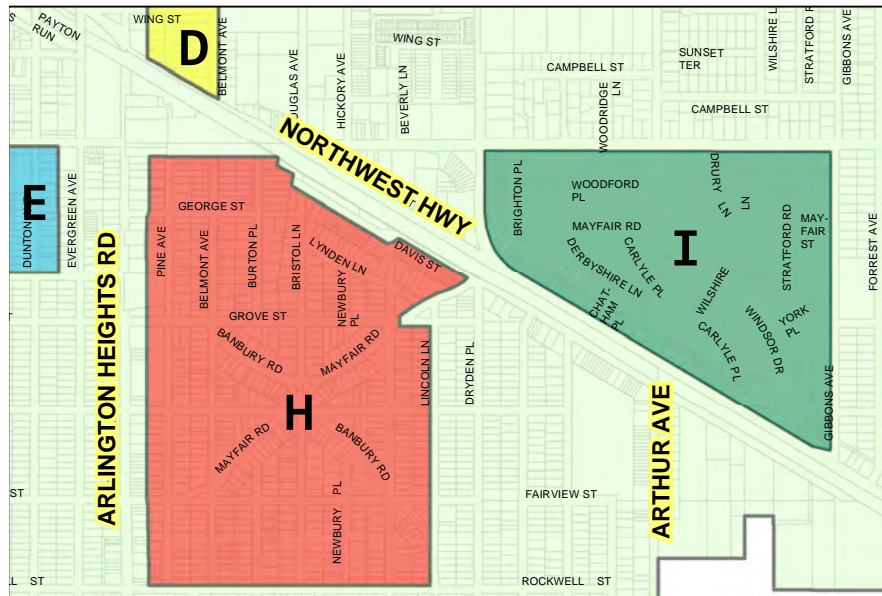 PAYTON
RUN
WING ST
D
BELMONT AVE
HICKORY AVE
BEVERLY LN
WING ST
CAMPBELL ST
WOODRIDGE
LN
SUNSET
TER
CAMPBELL ST
STRATFORD R
GIBBONS AVE
NORTHWEST HWY
E
EVERGREEN AVE
ARLINGTON HEIGHTS RD
GEORGE ST
PINE AVE
BELMONT AVE
BURTON PL
BRISTOL LN
LYNDEN LN
DAVIS ST
NEWBURY
PL
GROVE ST
BANBURY RD
MAYFAIR RD
LINCOLN LN
DRYDEN PL
H
MAYFAIR RD
BANBURY RD
NEWBURY PL
BRIGHTON PL
WOODFORD
PL
DRURY LN
LN
MAYFAIR RD
DERBYSHIRE LN
CARLYLE PL
CHAT-
HAM
PL
I
STRATFORD RD
MAY-
FAIR
ST
FORREST AVE
WILSHIRE
CARLYLE PL
WINDSOR DR
YORK
PL
GIBBONS AVE
ARTHUR AVE
ST
FAIRVIEW ST
ST
ROCKWELL ST